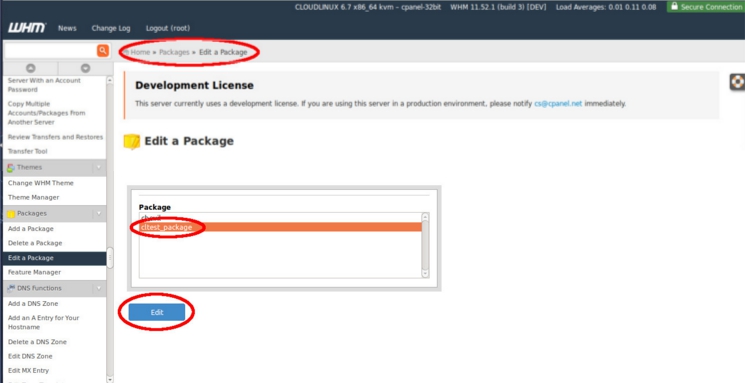 CLOUDLINUX 6.7 x86_64 kvm – cpanel-32bit WHM 11.52.1 (build 3) [DEV] Load Averages: 0.01 0.11 0.08 Secure Connection
WHM News Change Log Logout (root)
Home » Packages » Edit a Package
Server With an Account
Password
Copy Multiple
Accounts/Packages From
Another Server
Review Transfers and Restores
Transfer Tool
Themes
Change WHM Theme
Theme Manager
Packages
Add a Package
Delete a Package
Edit a Package
Feature Manager
DNS Functions
Add a DNS Zone
Add an A Entry for Your
Hostname
Delete a DNS Zone
Edit DNS Zone
Edit MX Entry
Development License
This server currently uses a development license. If you are using this server in a production environment, please notify cs@cpanel.net immediately.
Edit a Package
Package
cltest_package
Edit